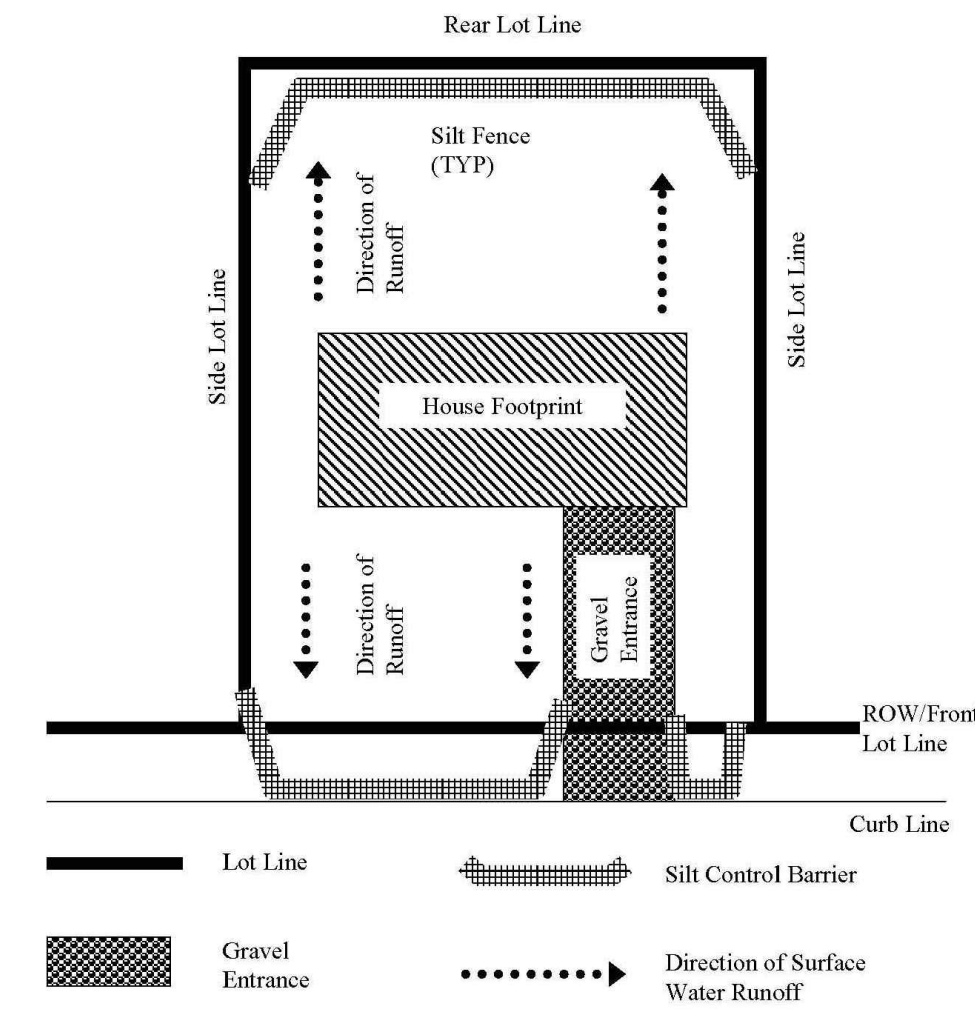 Rear Lot Line
Silt Fence
(TYP)
Direction of
Runoff
Side Lot Line
Side Lot Line
House Footprint
Direction of
Runoff
Gravel
Entrance
ROW/Front
Lot Line
Curb Line
Lot Line
Silt Control Barrier
Gravel
Entrance
Direction of Surface
Water Runoff